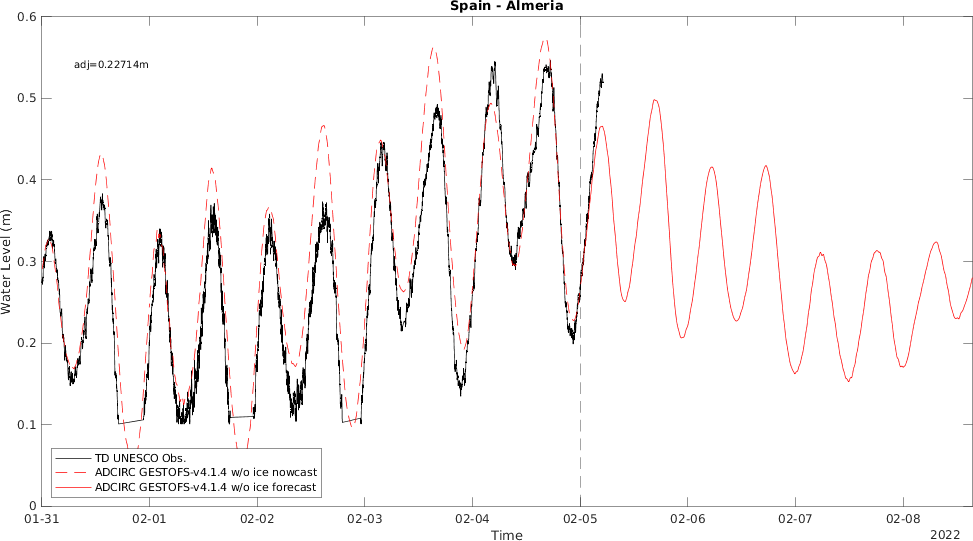 Spain - Almeria
0.6
adj=0.22714m
0.5
0.4
0.3
0.2
0.1
0
Water Level (m)
TD UNESCO Obs.
ADCIRC GESTOFS-v4.1.4 w/o ice nowcast
ADCIRC GESTOFS-v4.1.4 w/o ice forecast
01-31 02-01 02-02 02-03 02-04 02-05 02-06 02-07 02-08
Time
2022